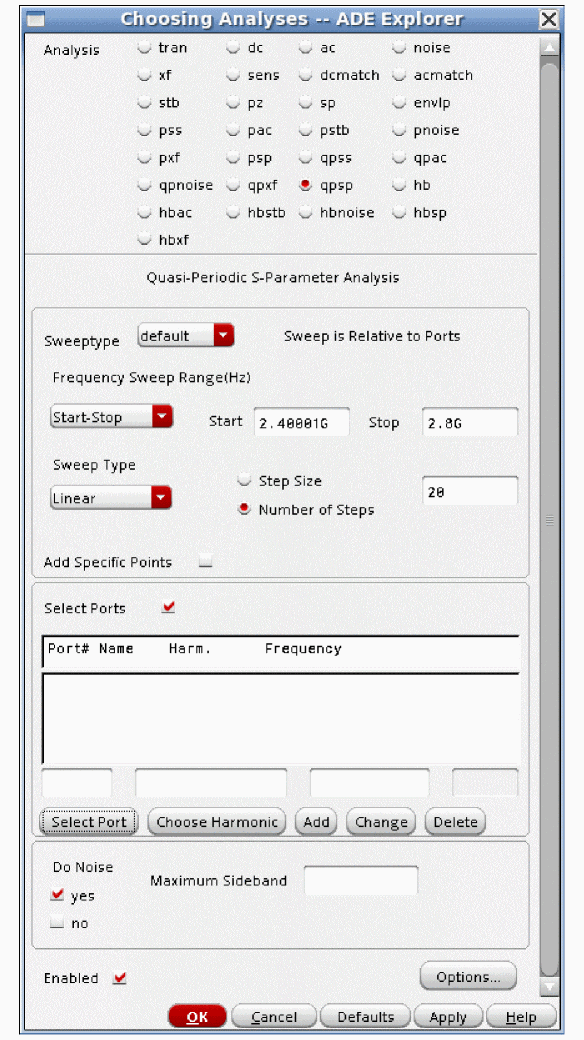 Choosing Analyses -- ADE Explorer
Analysis tran dc ac noise
xf sens dcmatch acmatch
stb pz sp envlp
pss pac pstb pnoise
pxf psp qpss qpac
qpnoise qpxf qpsp hb
hbac hbstb hbnoise hbsp
hbxf
Quasi-Periodic S-Parameter Analysis
Sweeptype default Sweep is Relative to Ports
Frequency Sweep Range(Hz)
Start-Stop Start 2.40001G Stop 2.8G
Sweep Type
Linear Step Size
Number of Steps 20
Add Specific Points
Select Ports
Port# Name Harm. Frequency
Select Port Choose Harmonic Add Change Delete
Do Noise
yes Maximum Sideband
no
Enabled Options...
OK Cancel Defaults Apply Help